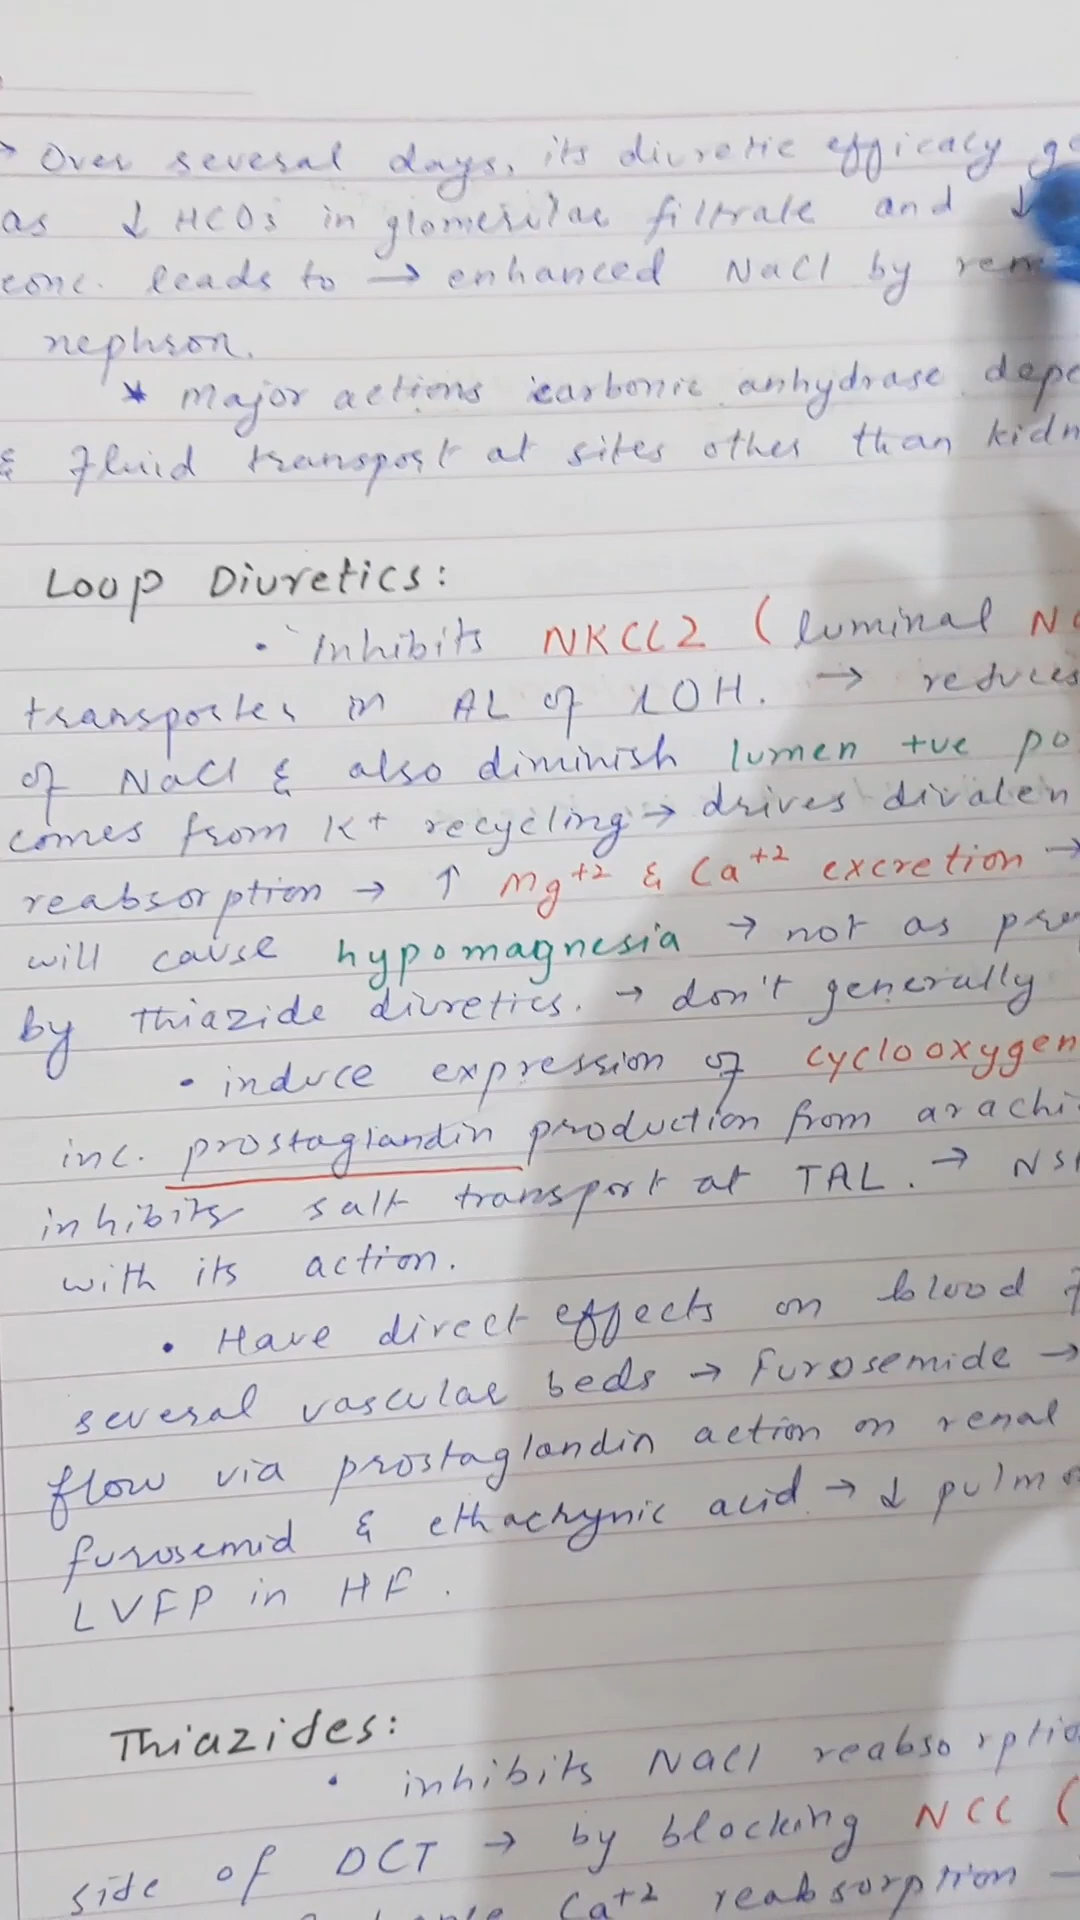 → Over several days, its diuretic efficacy
as ↓ HCO3 in glomerular filtrate and ↓
conc. leads to → enhanced NaCl by
nephron.
* Major actions carbonic anhydrase
& Fluid transport at sites other than
Loop Diuretics:
• Inhibits NKCC2 ( luminal
transporter in AL of LOH. → reduces
of NaCl & also diminish lumen +ve
comes from K+ recycling → drives
reabsorption → ↑ Mg+2 & Ca+2 excretion →
will cause hypomagnesia → not as
by Thiazide diuretics. → don't generally
• induce expression of
inc. prostaglandin production from
inhibits salt transport at TAL. →
with its action.
• Have direct effects on blood
several vascular beds → Furosemide →
flow via prostaglandin action on renal
furosemid & ethacrynic acid → ↓
LVFP in HF.
Thiazides:
• inhibits NaCl
side of DCT → by blocking NCC (
Ca+2 reabsorption